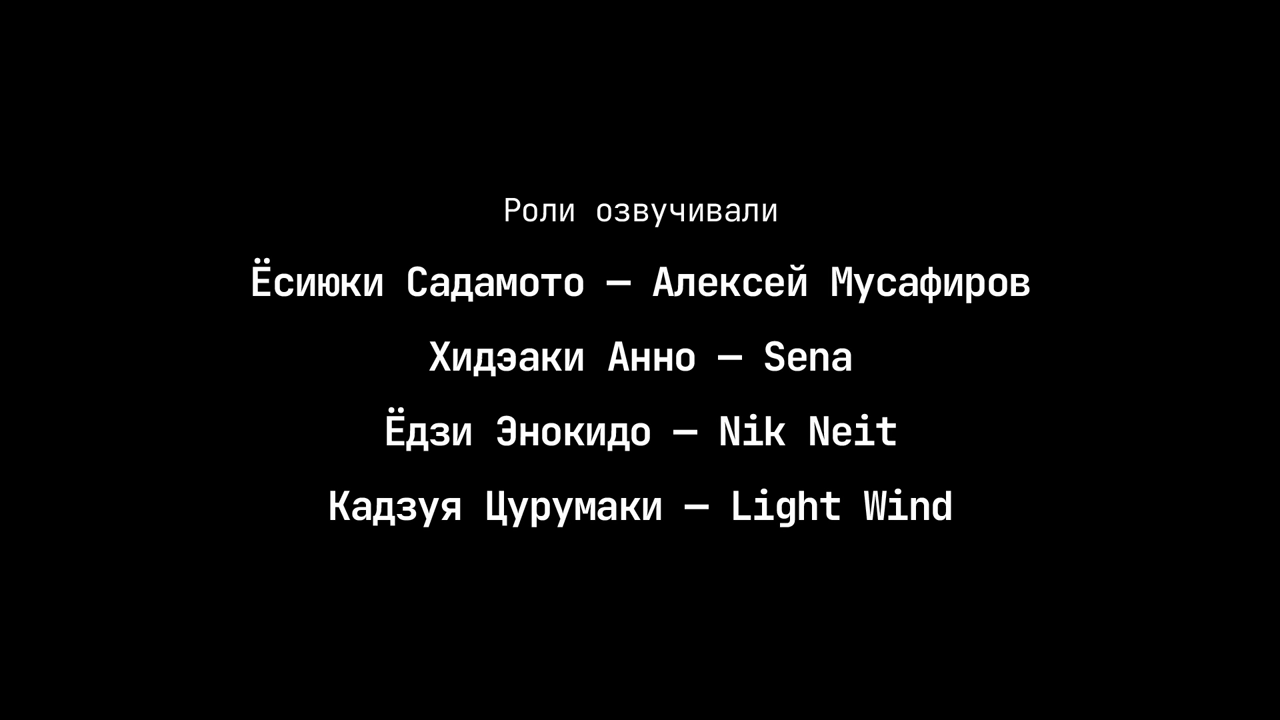 Роли озвучивали
Ёсиюки Садамото — Алексей Мусафиров
Хидэаки Анно — Sena
Ёдзи Энокидо — Nik Neit
Кадзуя Цурумаки — Light Wind